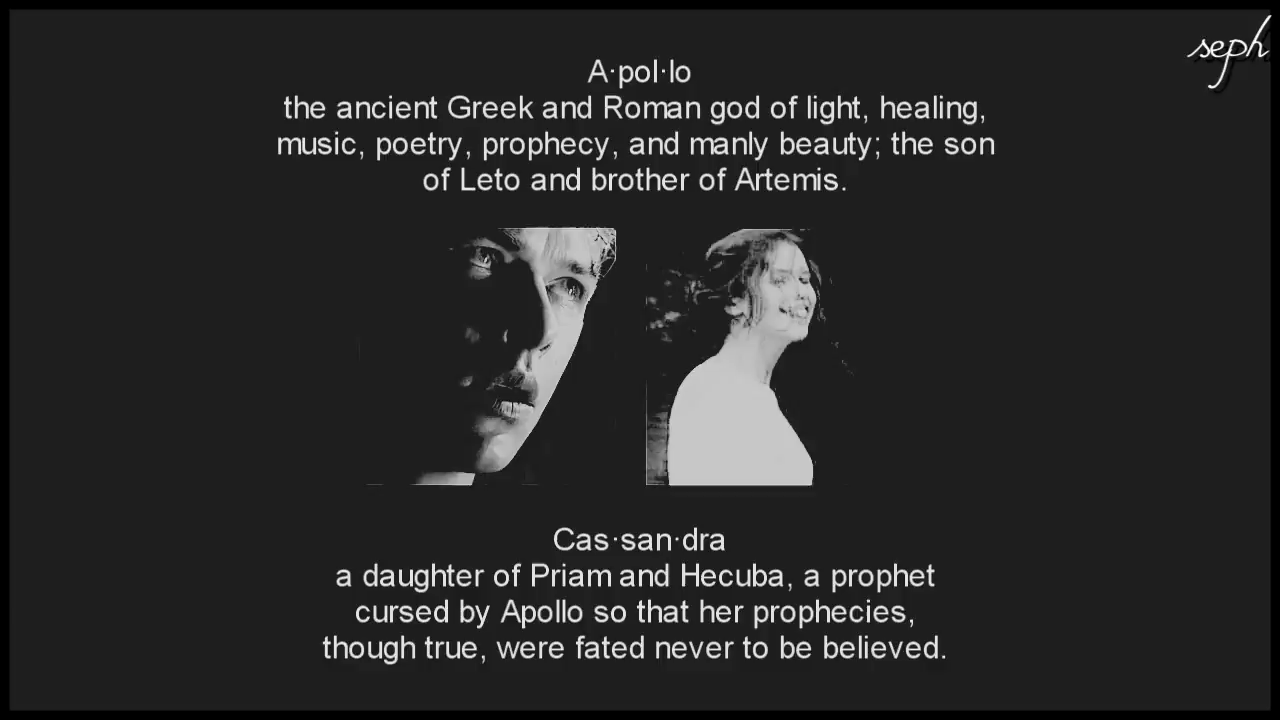 seph
A·pol·lo
the ancient Greek and Roman god of light, healing,
music, poetry, prophecy, and manly beauty; the son
of Leto and brother of Artemis.
Cas·san·dra
a daughter of Priam and Hecuba, a prophet
cursed by Apollo so that her prophecies,
though true, were fated never to be believed.